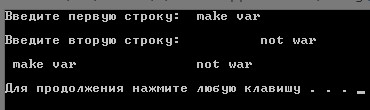 Введите первую строку:  make var
Введите вторую строку:          not war
 make var               not war
Для продолжения нажмите любую клавишу . . .